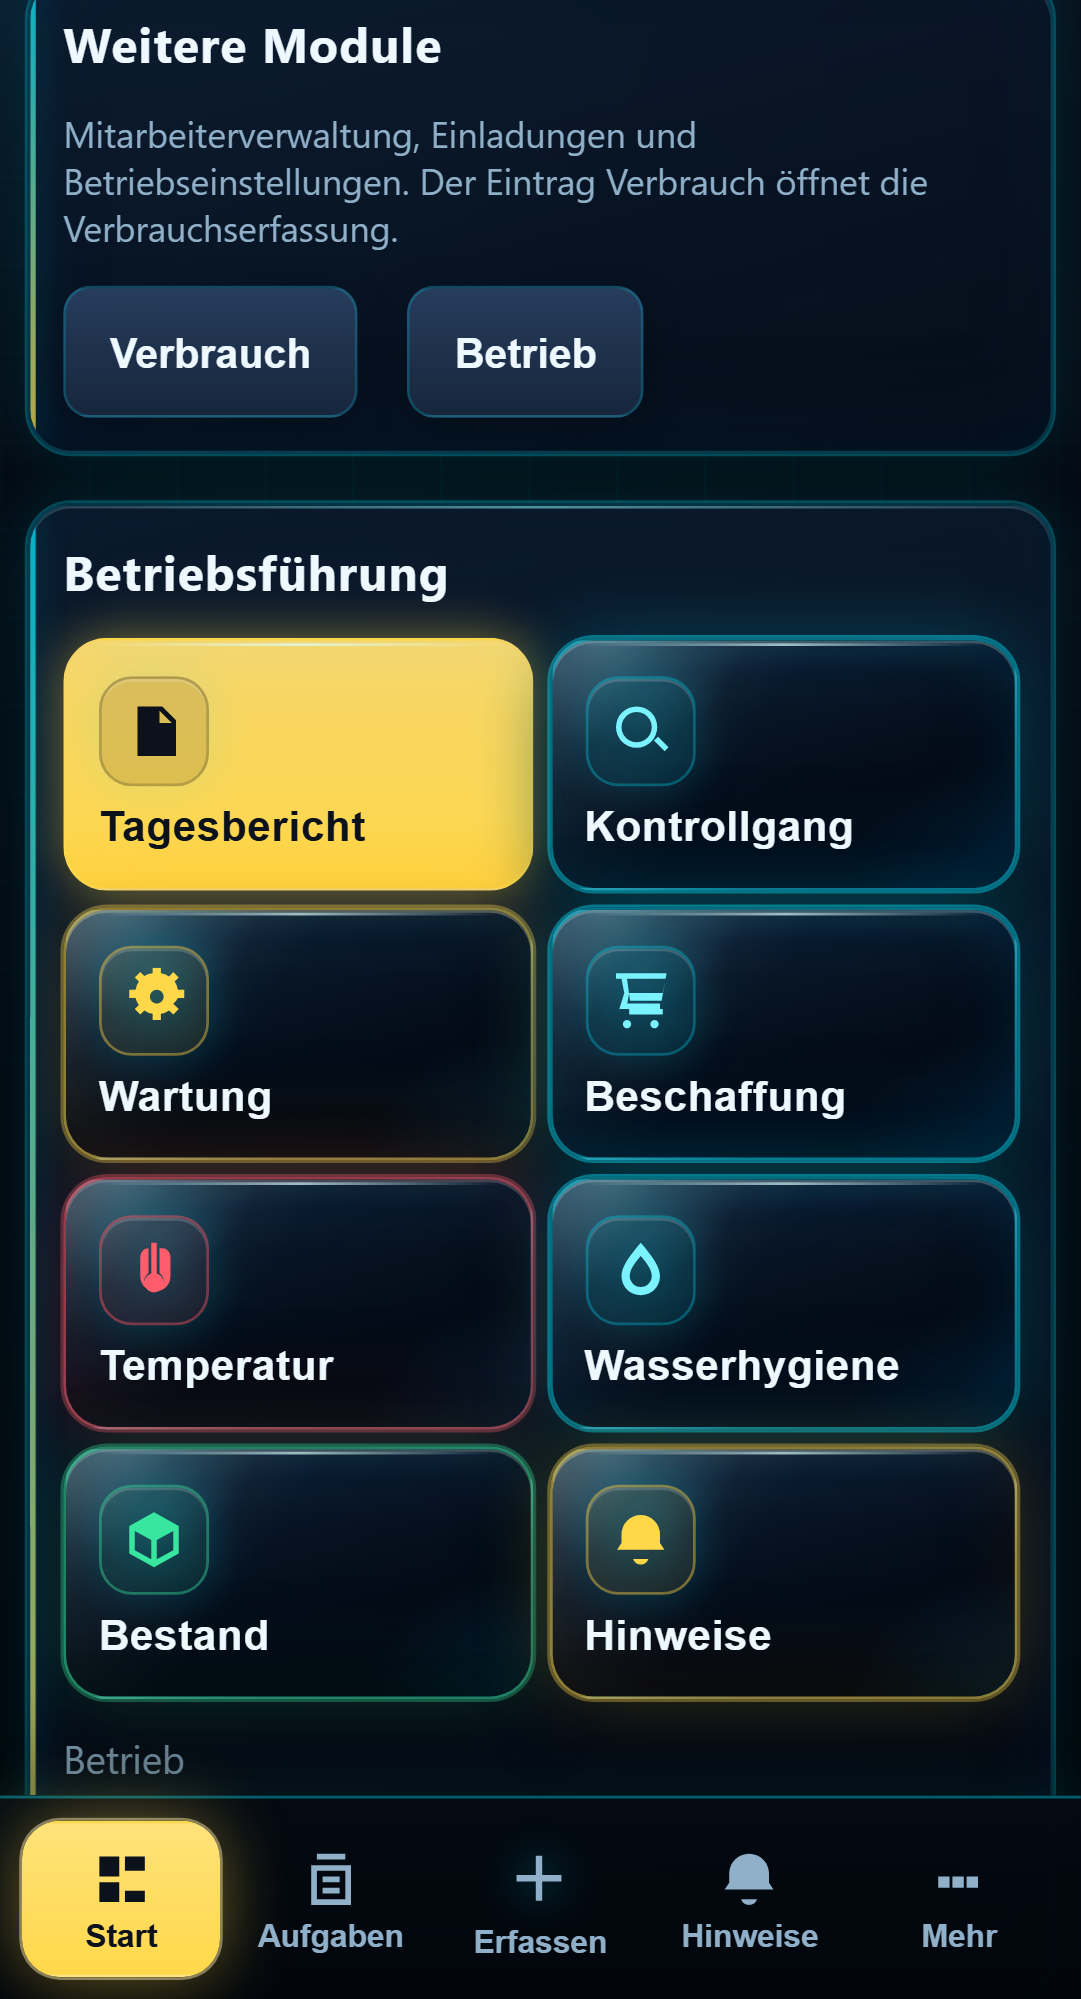 Weitere Module
Mitarbeiterverwaltung, Einladungen und
Betriebseinstellungen. Der Eintrag Verbrauch öffnet die
Verbrauchserfassung.
Verbrauch
Betrieb
Betriebsführung
Tagesbericht
Kontrollgang
Wartung
Beschaffung
Temperatur
Wasserhygiene
Bestand
Hinweise
Betrieb
Start
Aufgaben
Erfassen
Hinweise
Mehr